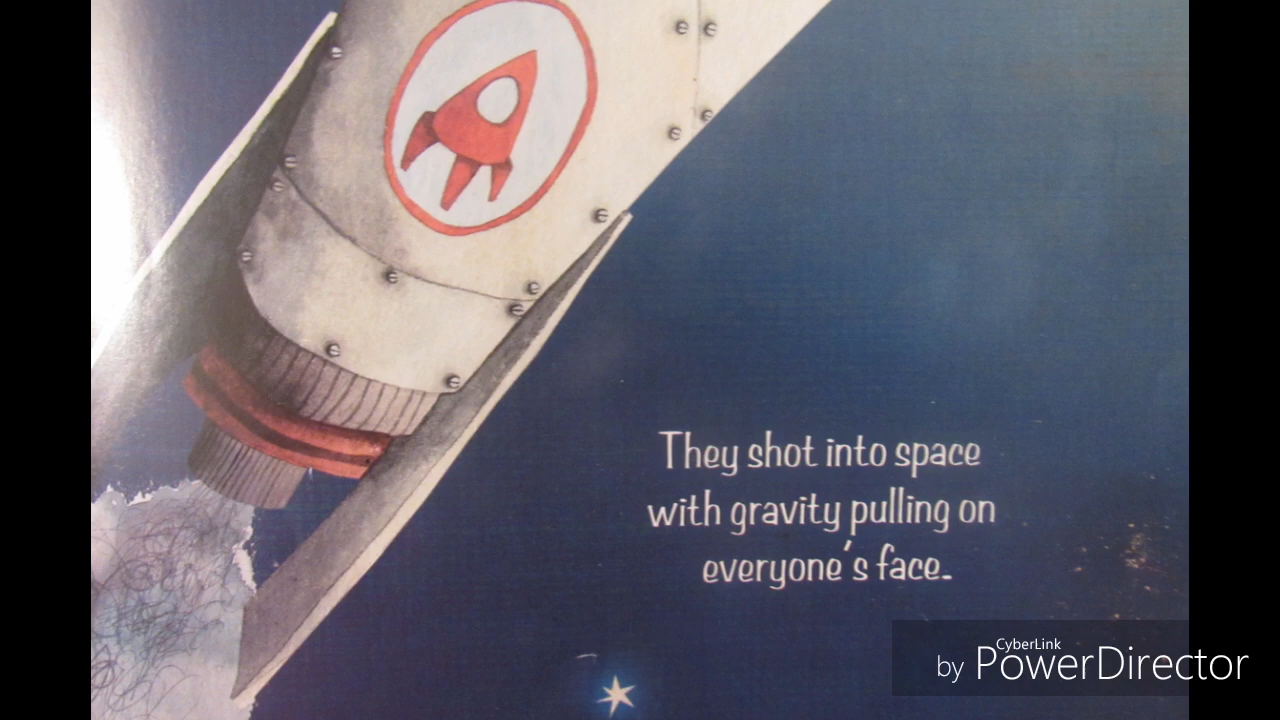 They shot into space
with gravity pulling on
everyone's face.
CyberLink
by PowerDirector